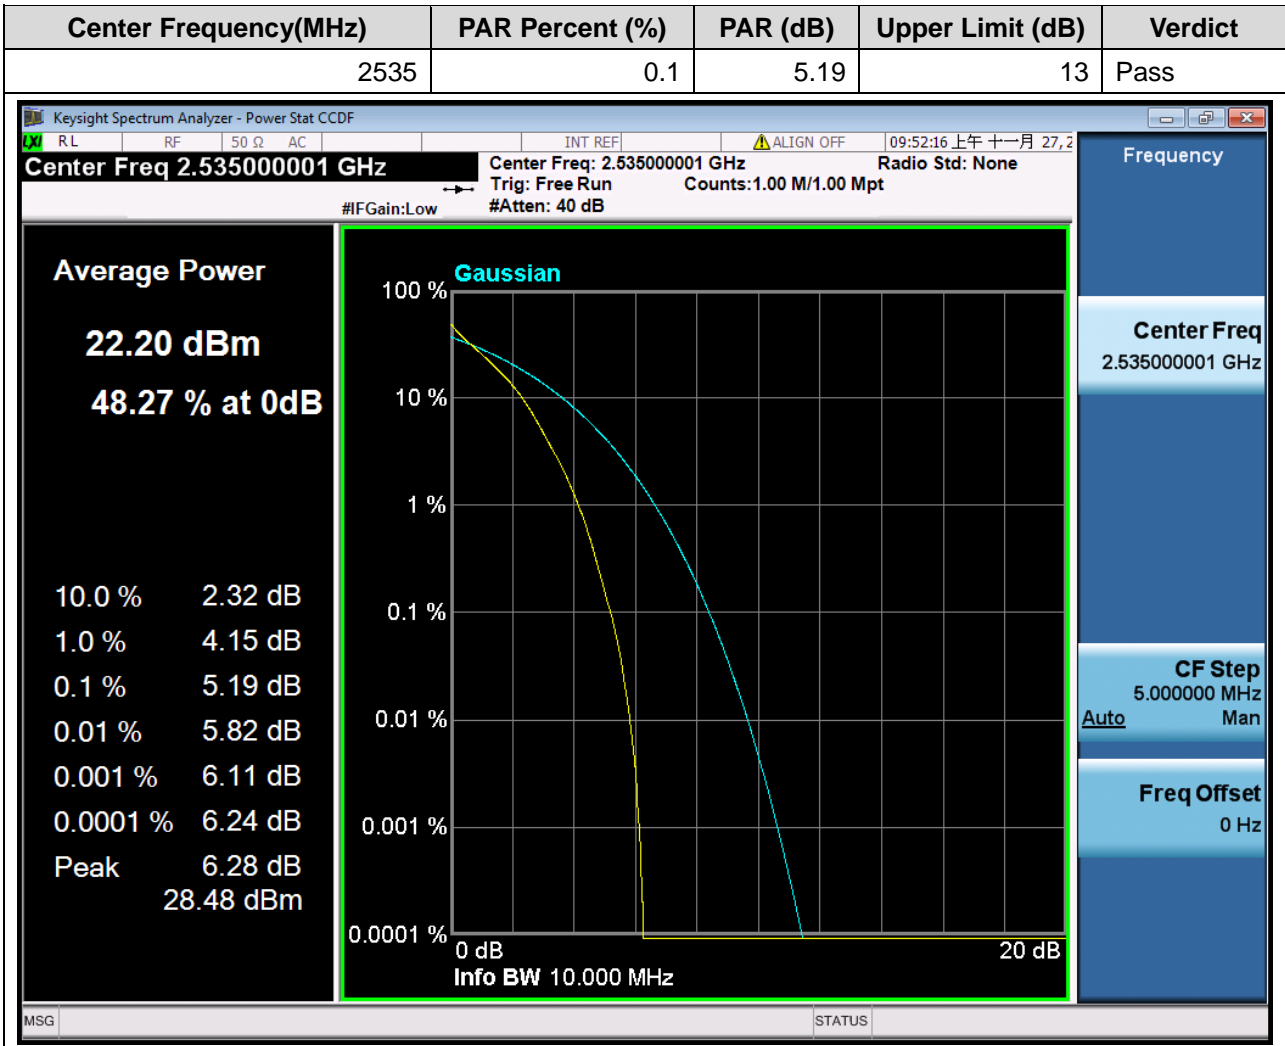 Center Frequency(MHz) PAR Percent (%) PAR (dB) Upper Limit (dB) Verdict
2535 0.1 5.19 13 Pass
Keysight Spectrum Analyzer - Power Stat CCDF
LXI RL RF 50 Ω AC INT REF ALIGN OFF 09:52:16 上午 十一月 27, 2
Center Freq 2.535000001 GHz
#IFGain:Low
Center Freq: 2.535000001 GHz Radio Std: None
Trig: Free Run Counts:1.00 M/1.00 Mpt
#Atten: 40 dB
Average Power
22.20 dBm
48.27 % at 0dB
10.0 % 2.32 dB
1.0 % 4.15 dB
0.1 % 5.19 dB
0.01 % 5.82 dB
0.001 % 6.11 dB
0.0001 % 6.24 dB
Peak 6.28 dB
28.48 dBm
Gaussian
100 %
10 %
1 %
0.1 %
0.01 %
0.001 %
0.0001 %
0 dB 20 dB
Info BW 10.000 MHz
Frequency
Center Freq
2.535000001 GHz
CF Step
5.000000 MHz
Auto Man
Freq Offset
0 Hz
MSG STATUS